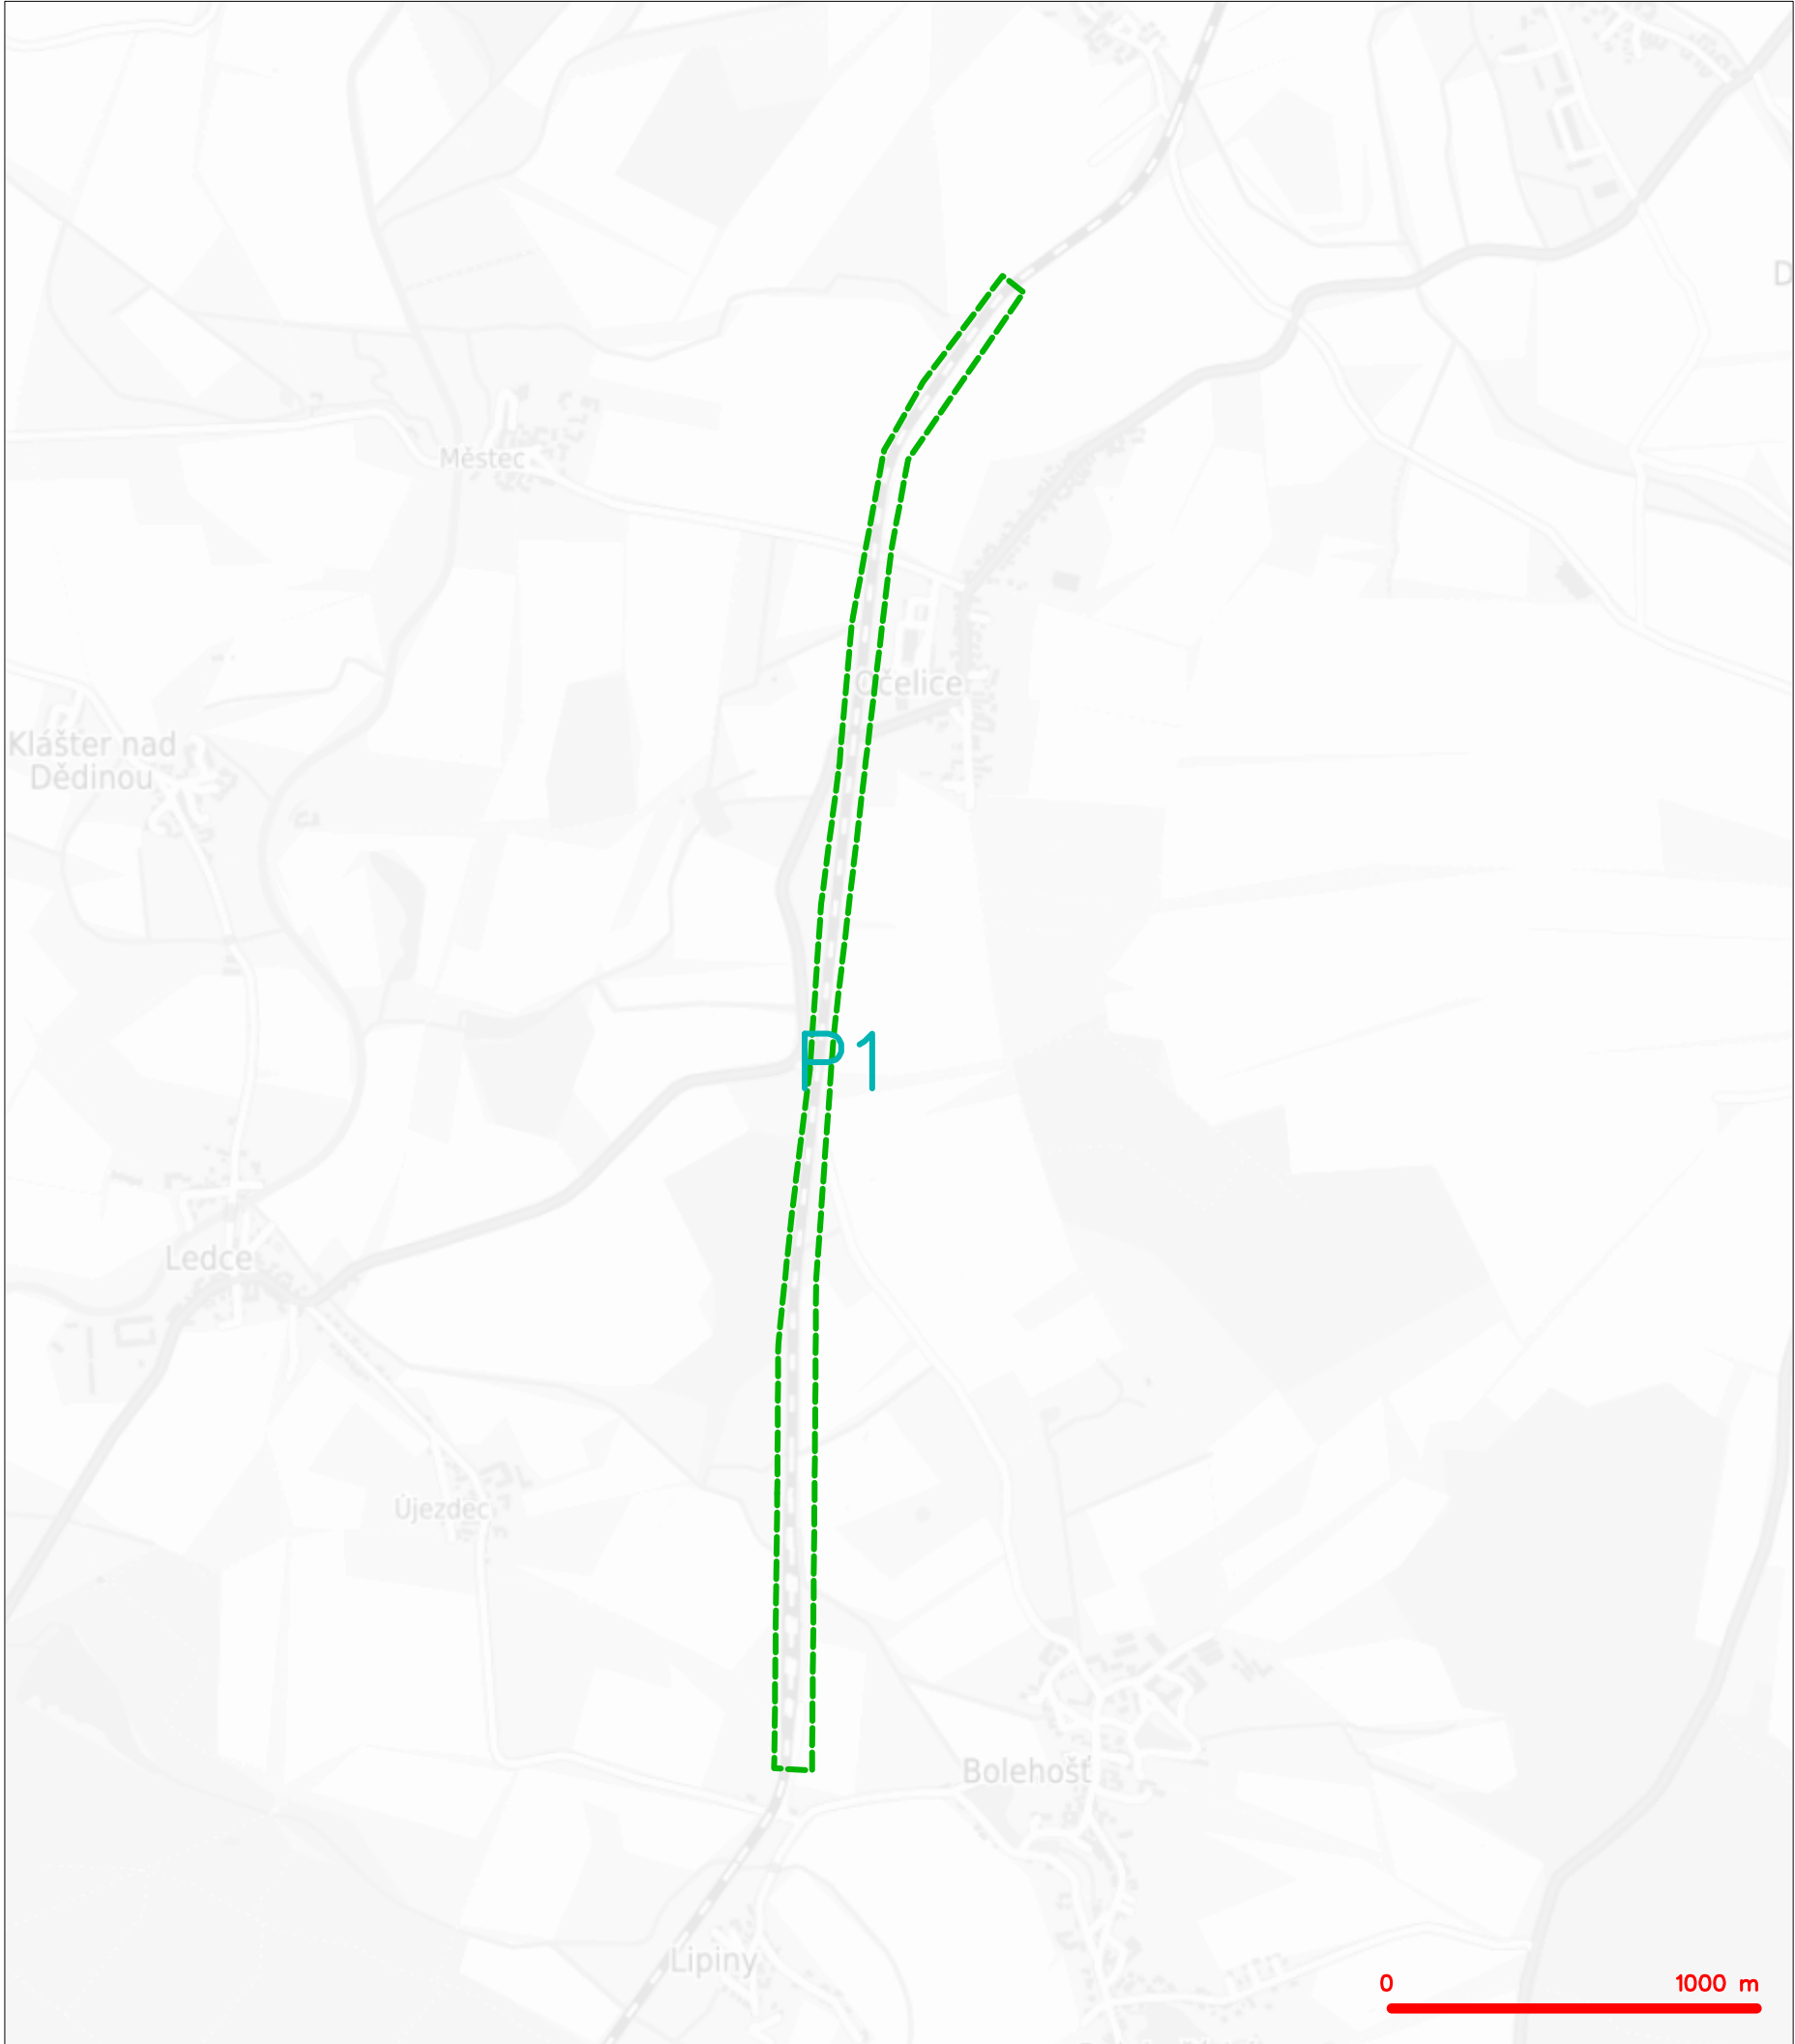 D
Městec
Očelice
Klášter nad
Dědinou
P1
Ledce
Újezdec
Bolehošť
Lipiny
0 1000 m